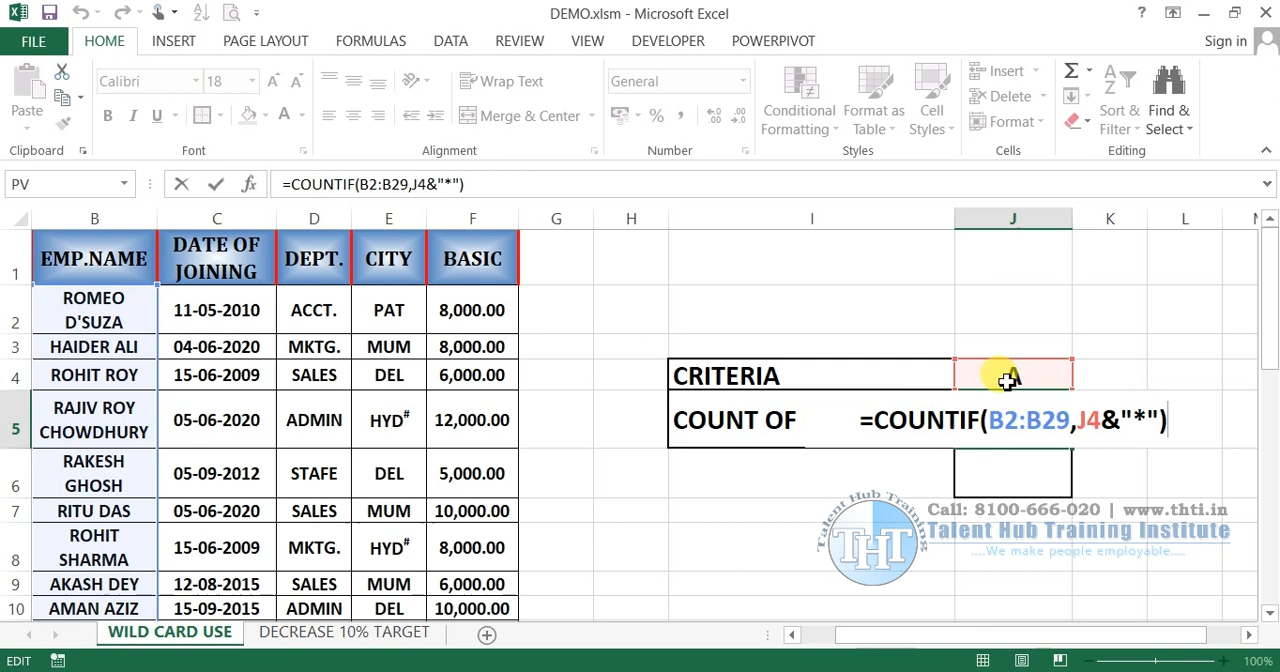 DEMO.xlsm - Microsoft Excel
FILE HOME INSERT PAGE LAYOUT FORMULAS DATA REVIEW VIEW DEVELOPER POWERPIVOT Sign in
Paste
Calibri 18
B I U A
Wrap Text
Merge & Center
General
Conditional Formatting
Format as Table
Cell Styles
Insert
Delete
Format
Sort & Filter
Find & Select
Clipboard Font Alignment Number Styles Cells Editing
PV =COUNTIF(B2:B29,J4&"*")
B C D E F G H I J K L
1 EMP.NAME DATE OF JOINING DEPT. CITY BASIC
2 ROMEO D'SUZA 11-05-2010 ACCT. PAT 8,000.00
3 HAIDER ALI 04-06-2020 MKTG. MUM 8,000.00
4 ROHIT ROY 15-06-2009 SALES DEL 6,000.00 CRITERIA A
5 RAJIV ROY CHOWDHURY 05-06-2020 ADMIN HYD# 12,000.00 COUNT OF =COUNTIF(B2:B29,J4&"*")
6 RAKESH GHOSH 05-09-2012 STAFE DEL 5,000.00
7 RITU DAS 05-06-2020 SALES MUM 10,000.00
8 ROHIT SHARMA 15-06-2009 MKTG. HYD# 8,000.00
9 AKASH DEY 12-08-2015 SALES MUM 6,000.00
10 AMAN AZIZ 15-09-2015 ADMIN DEL 10,000.00
Talent Hub Training
THT
Call: 8100-666-020 | www.thti.in
Talent Hub Training Institute
....We make people employable....
WILD CARD USE DECREASE 10% TARGET
EDIT 100%